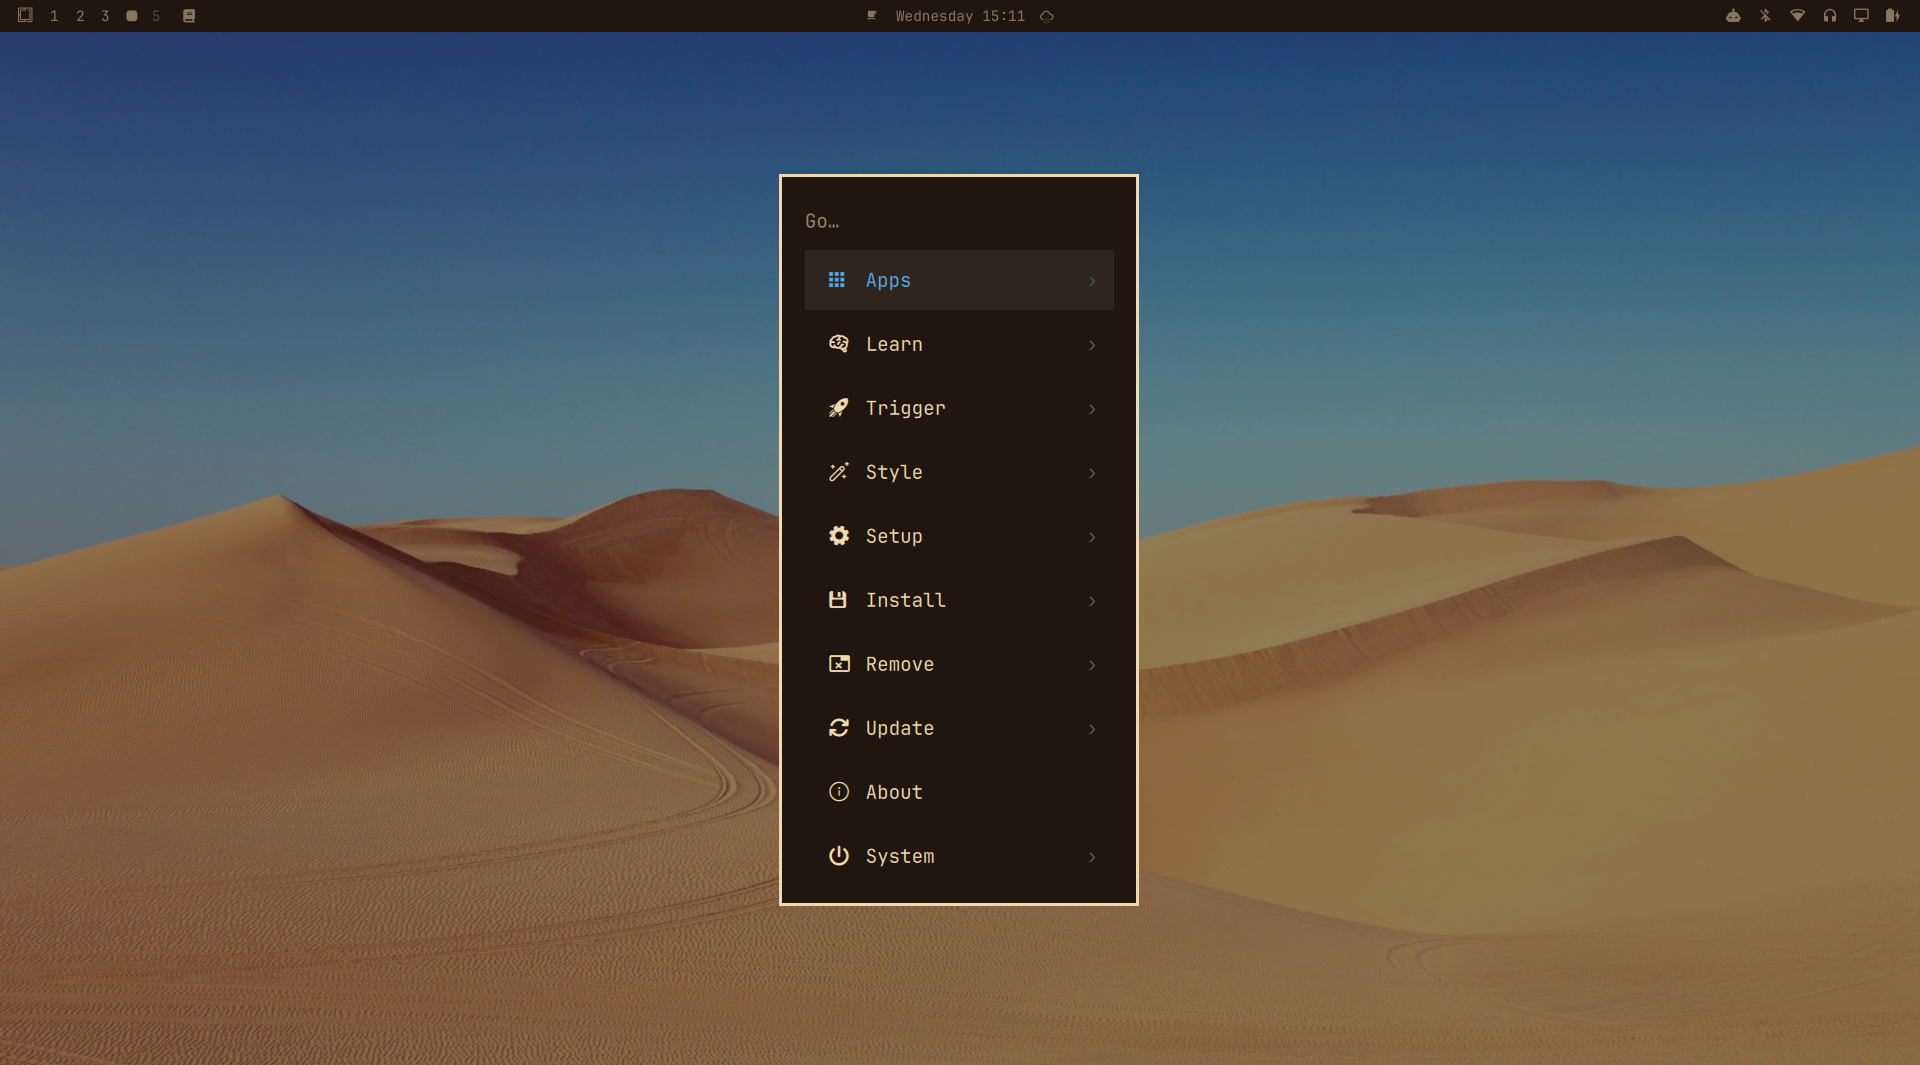 1 2 3 5
Wednesday 15:11
Go…
Apps
Learn
Trigger
Style
Setup
Install
Remove
Update
About
System